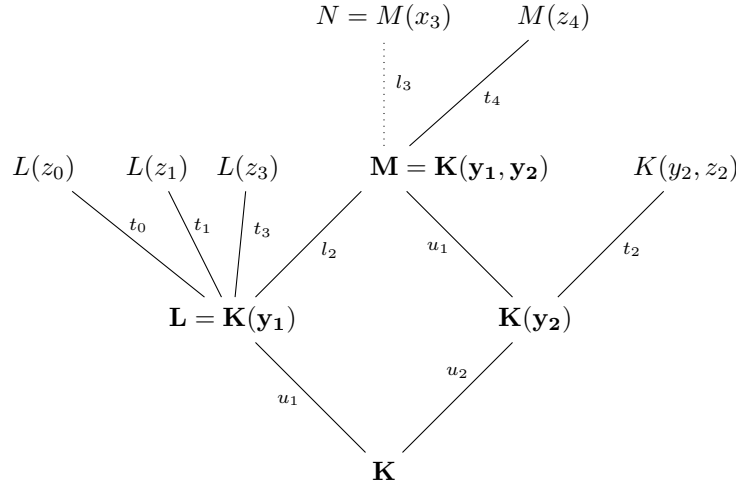 N = M(x₃) M(z₄)
l₃
t₄
L(z₀) L(z₁) L(z₃) M = K(y₁, y₂) K(y₂, z₂)
t₀ t₁ t₃ l₂ u₁ t₂
L = K(y₁) K(y₂)
u₁ u₂
K